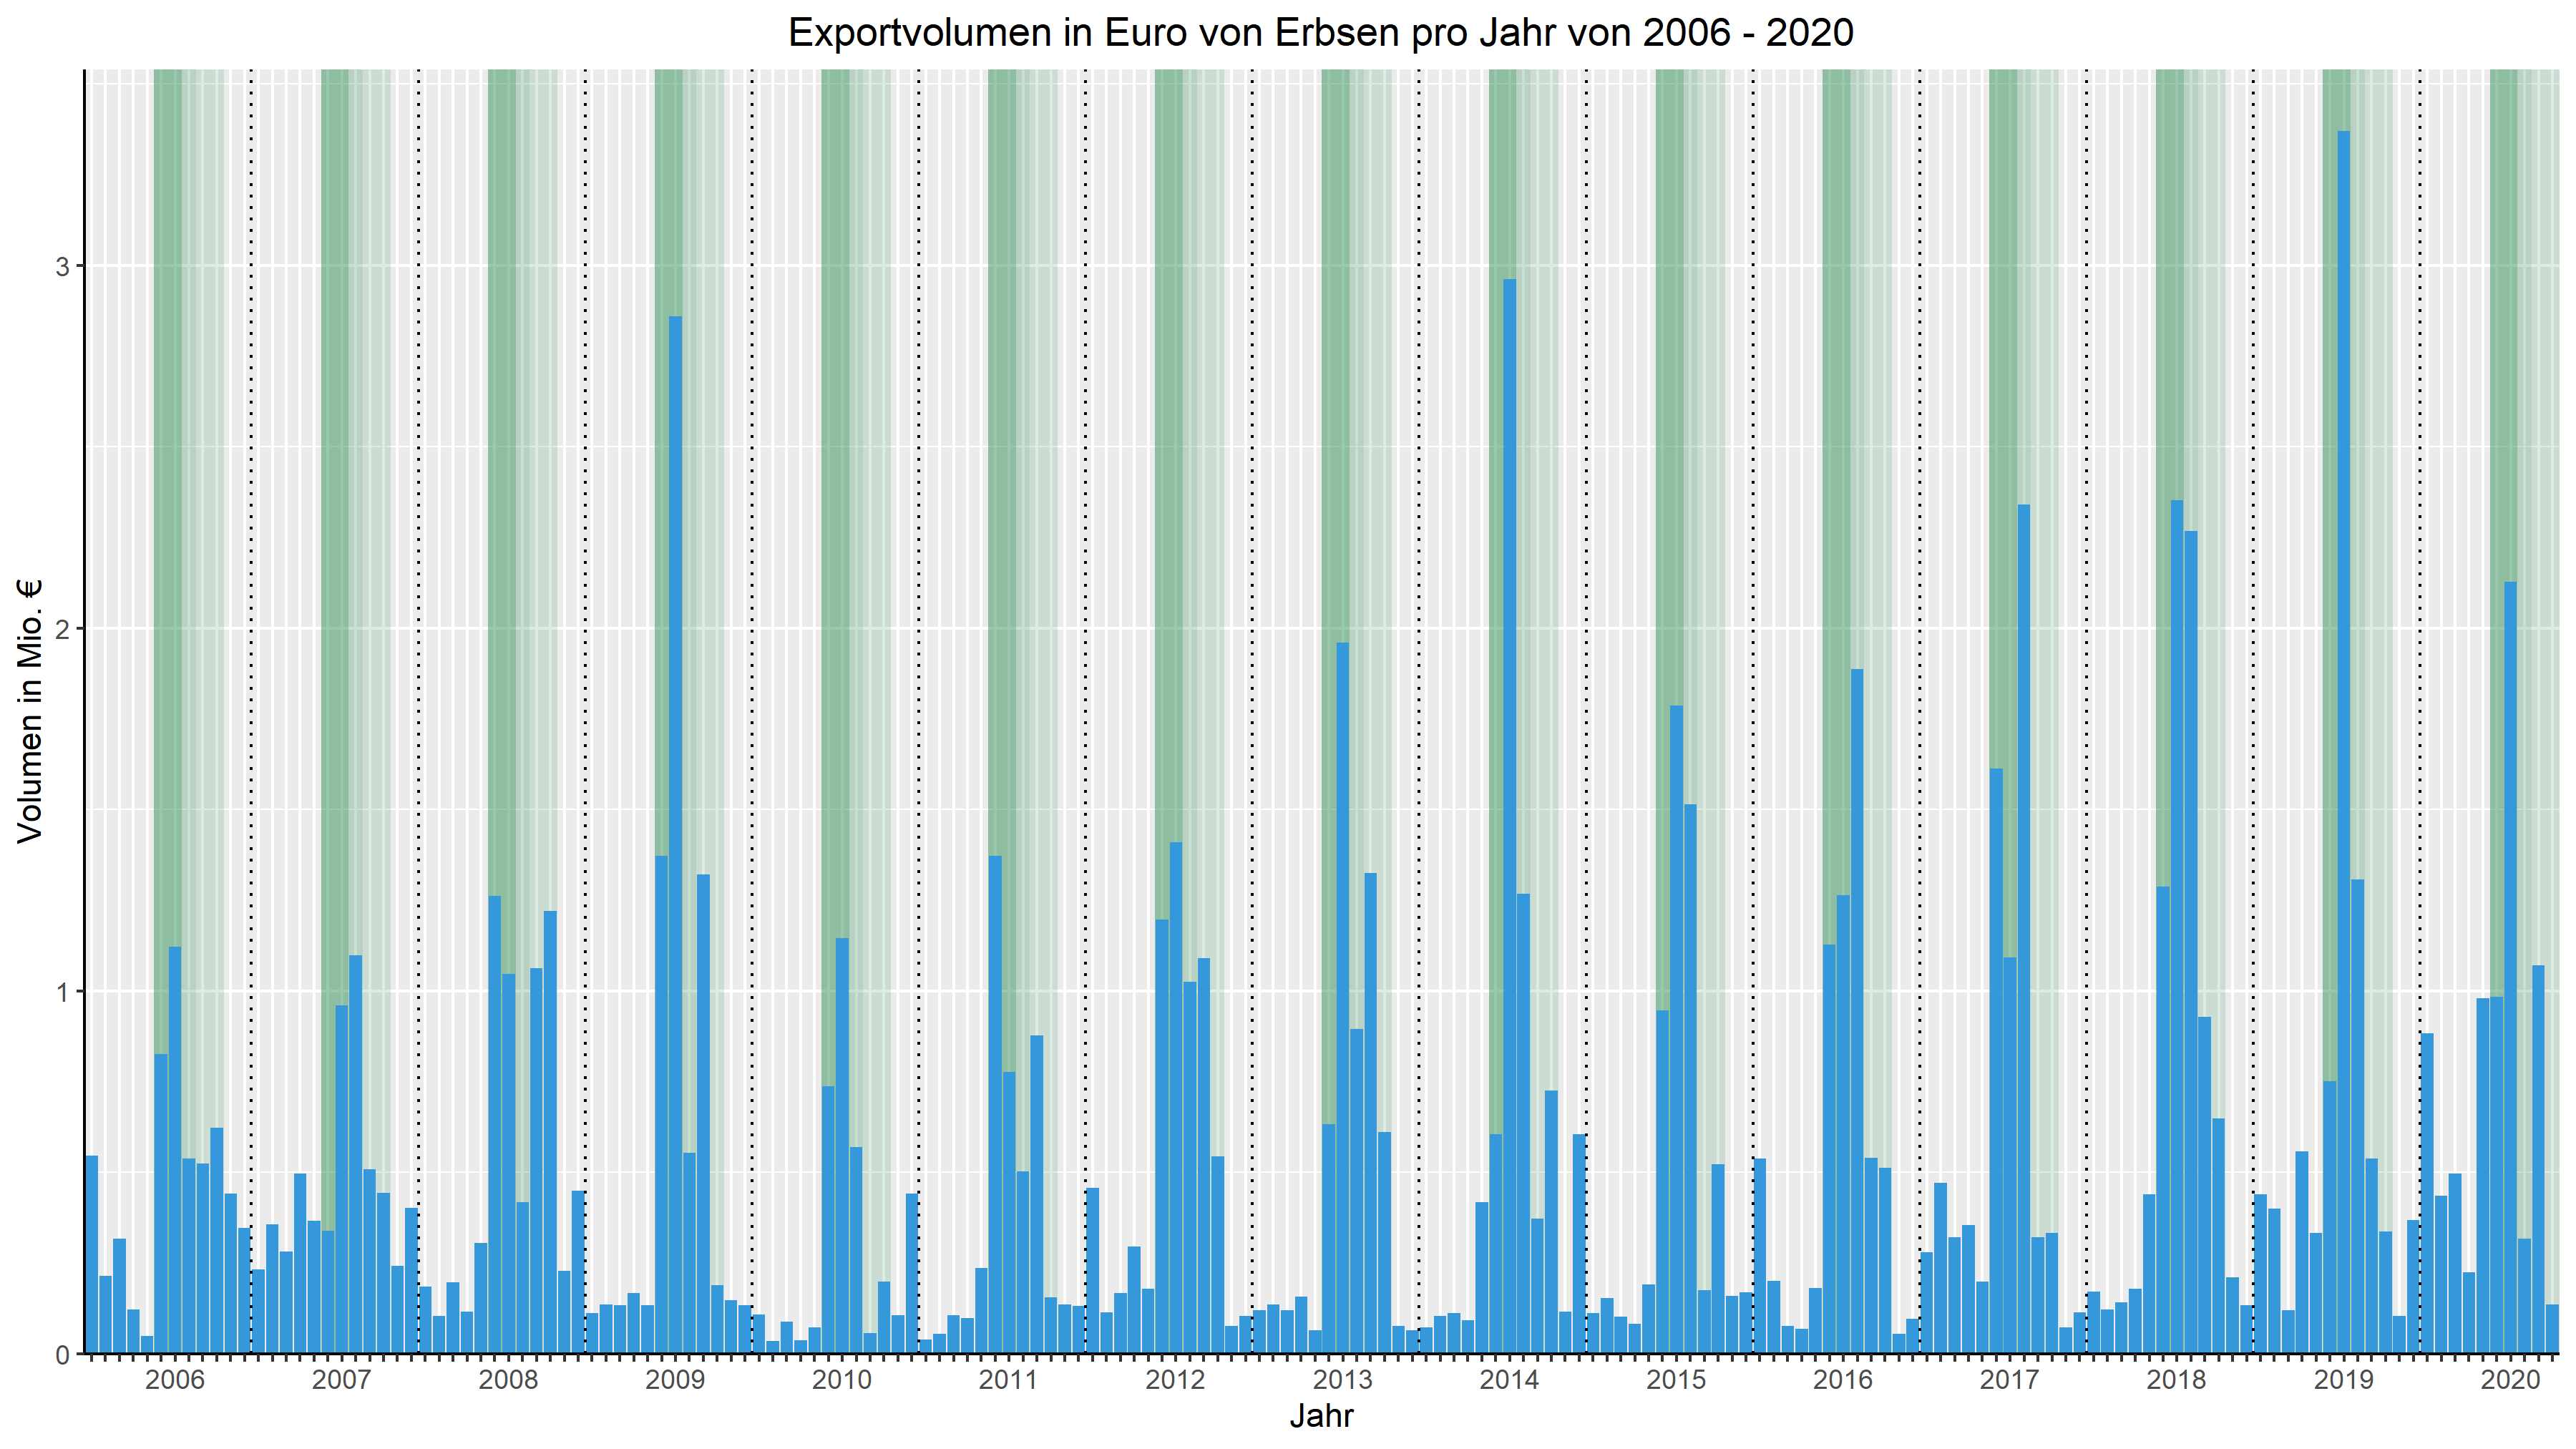 Exportvolumen in Euro von Erbsen pro Jahr von 2006 - 2020
Volumen in Mio. €
3
2
1
0
2006 2007 2008 2009 2010 2011 2012 2013 2014 2015 2016 2017 2018 2019 2020
Jahr